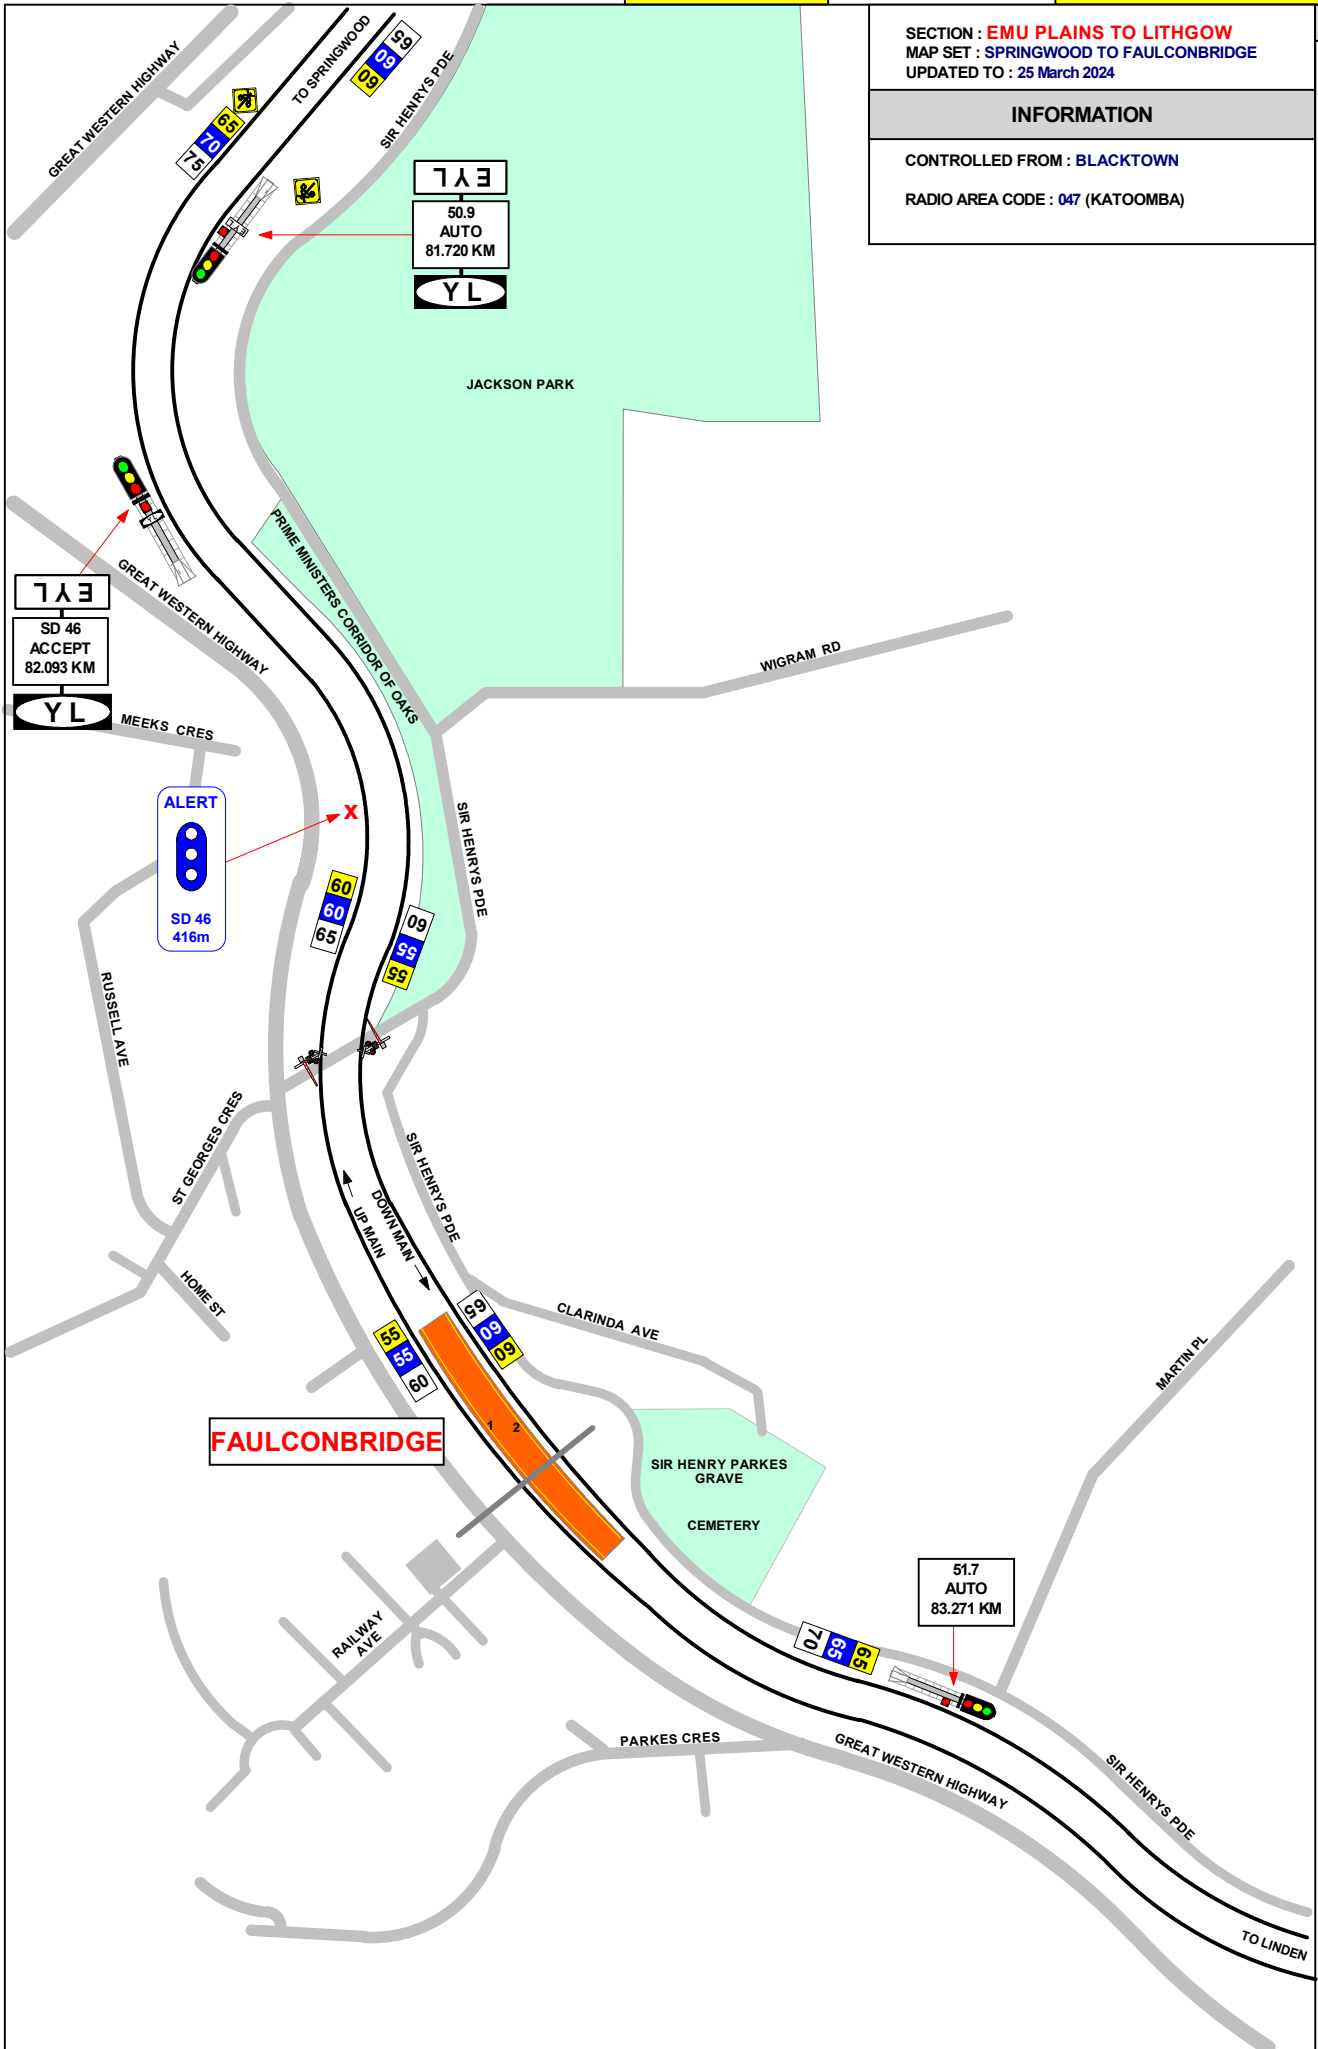 SECTION : EMU PLAINS TO LITHGOW
MAP SET : SPRINGWOOD TO FAULCONBRIDGE
UPDATED TO : 25 March 2024
INFORMATION
CONTROLLED FROM : BLACKTOWN
RADIO AREA CODE : 047 (KATOOMBA)
GREAT WESTERN HIGHWAY
TO SPRINGWOOD
65
60
60
SIR HENRYS PDE
65
70
75
EYL
50.9
AUTO
81.720 KM
YL
JACKSON PARK
PRIME MINISTERS CORRIDOR OF OAKS
GREAT WESTERN HIGHWAY
EYL
SD 46
ACCEPT
82.093 KM
YL
WIGRAM RD
MEEKS CRES
ALERT
SD 46
416m
X
SIR HENRYS PDE
60
60
65
60
55
55
RUSSELL AVE
ST GEORGES CRES
SIR HENRYS PDE
UP MAIN
DOWN MAIN
HOME ST
65
60
60
CLARINDA AVE
55
55
60
MARTIN PL
FAULCONBRIDGE
1 2
SIR HENRY PARKES
GRAVE
CEMETERY
51.7
AUTO
83.271 KM
RAILWAY
AVE
70
65
65
PARKES CRES
GREAT WESTERN HIGHWAY
SIR HENRYS PDE
TO LINDEN